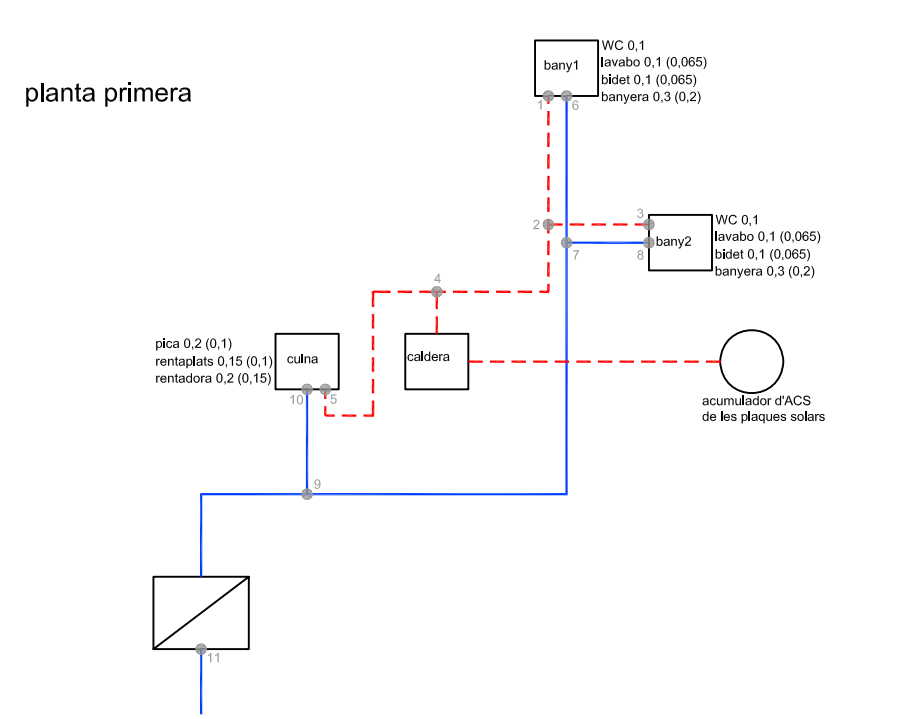 planta primera
bany1
WC 0,1
lavabo 0,1 (0,065)
bidet 0,1 (0,065)
banyera 0,3 (0,2)
1
6
2
3
7
8
bany2
WC 0,1
lavabo 0,1 (0,065)
bidet 0,1 (0,065)
banyera 0,3 (0,2)
4
pica 0,2 (0,1)
rentaplats 0,15 (0,1)
rentadora 0,2 (0,15)
cuIna
10
5
caldera
acumulador d'ACS
de les plaques solars
9
11